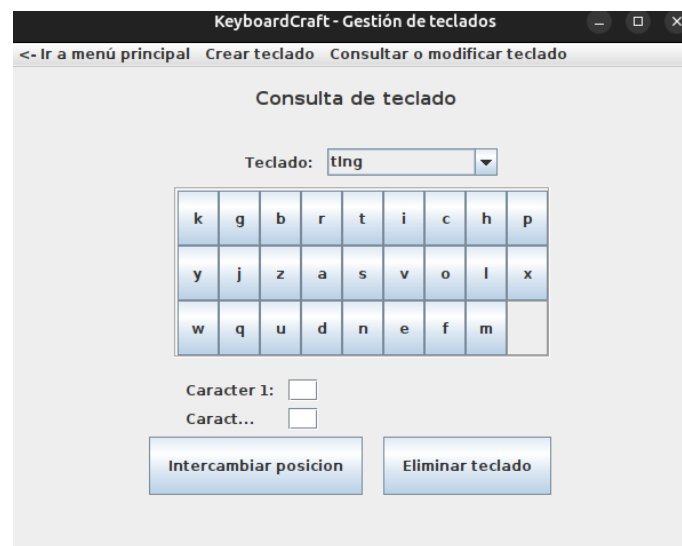 KeyboardCraft - Gestión de teclados
<- Ir a menú principal Crear teclado Consultar o modificar teclado
Consulta de teclado
Teclado: tIng
k g b r t i c h p
y j z a s v o l x
w q u d n e f m
Caracter 1:
Caract...
Intercambiar posicion Eliminar teclado